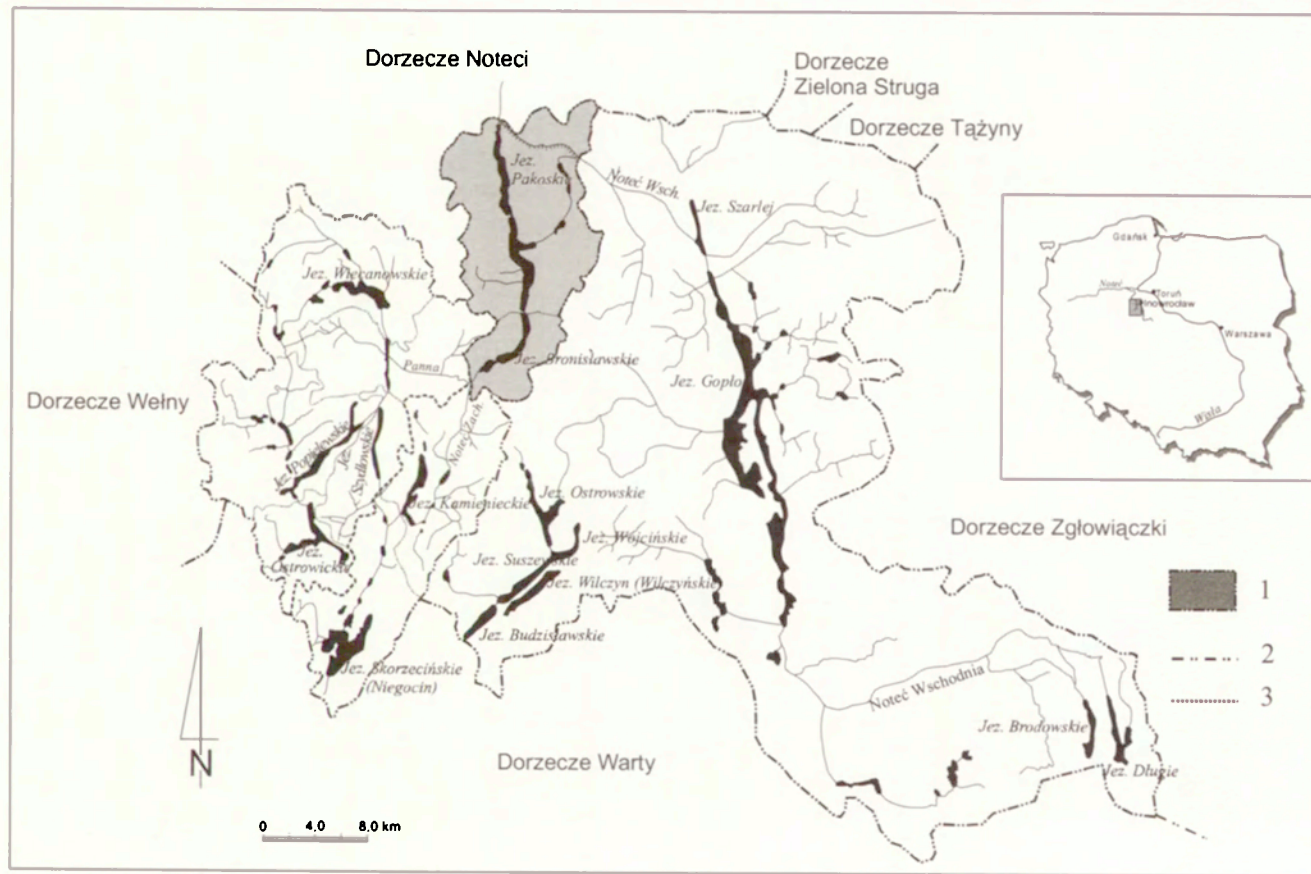 Dorzecze Noteci
Dorzecze
Zielona Struga
Dorzecze Tążyny
Jez.
Pakoskie
Noteć Wsch.
Jez. Szarlej
Jez. Więcanowskie
Gdańsk
Noteć
Toruń
Inowrocław
Warszawa
Wisła
Panna
Jez. Bronisławskie
Jez. Gopło
Dorzecze Wełny
Noteć Zach.
Jez. Popielewskie
Jez.
Szydłowskie
Jez. Kamienieckie
Jez. Ostrowskie
Jez. Wójcińskie
Dorzecze Zgłowiączki
Jez.
Ostrowickie
Jez. Suszewskie
Jez. Wilczyn (Wilczyńskie)
1
Jez. Budzisławskie
2
Jez. Skorzecińskie
(Niegocin)
Noteć Wschodnia
3
Jez. Brodowskie
Jez. Długie
Dorzecze Warty
N
0 4.0 8.0 km